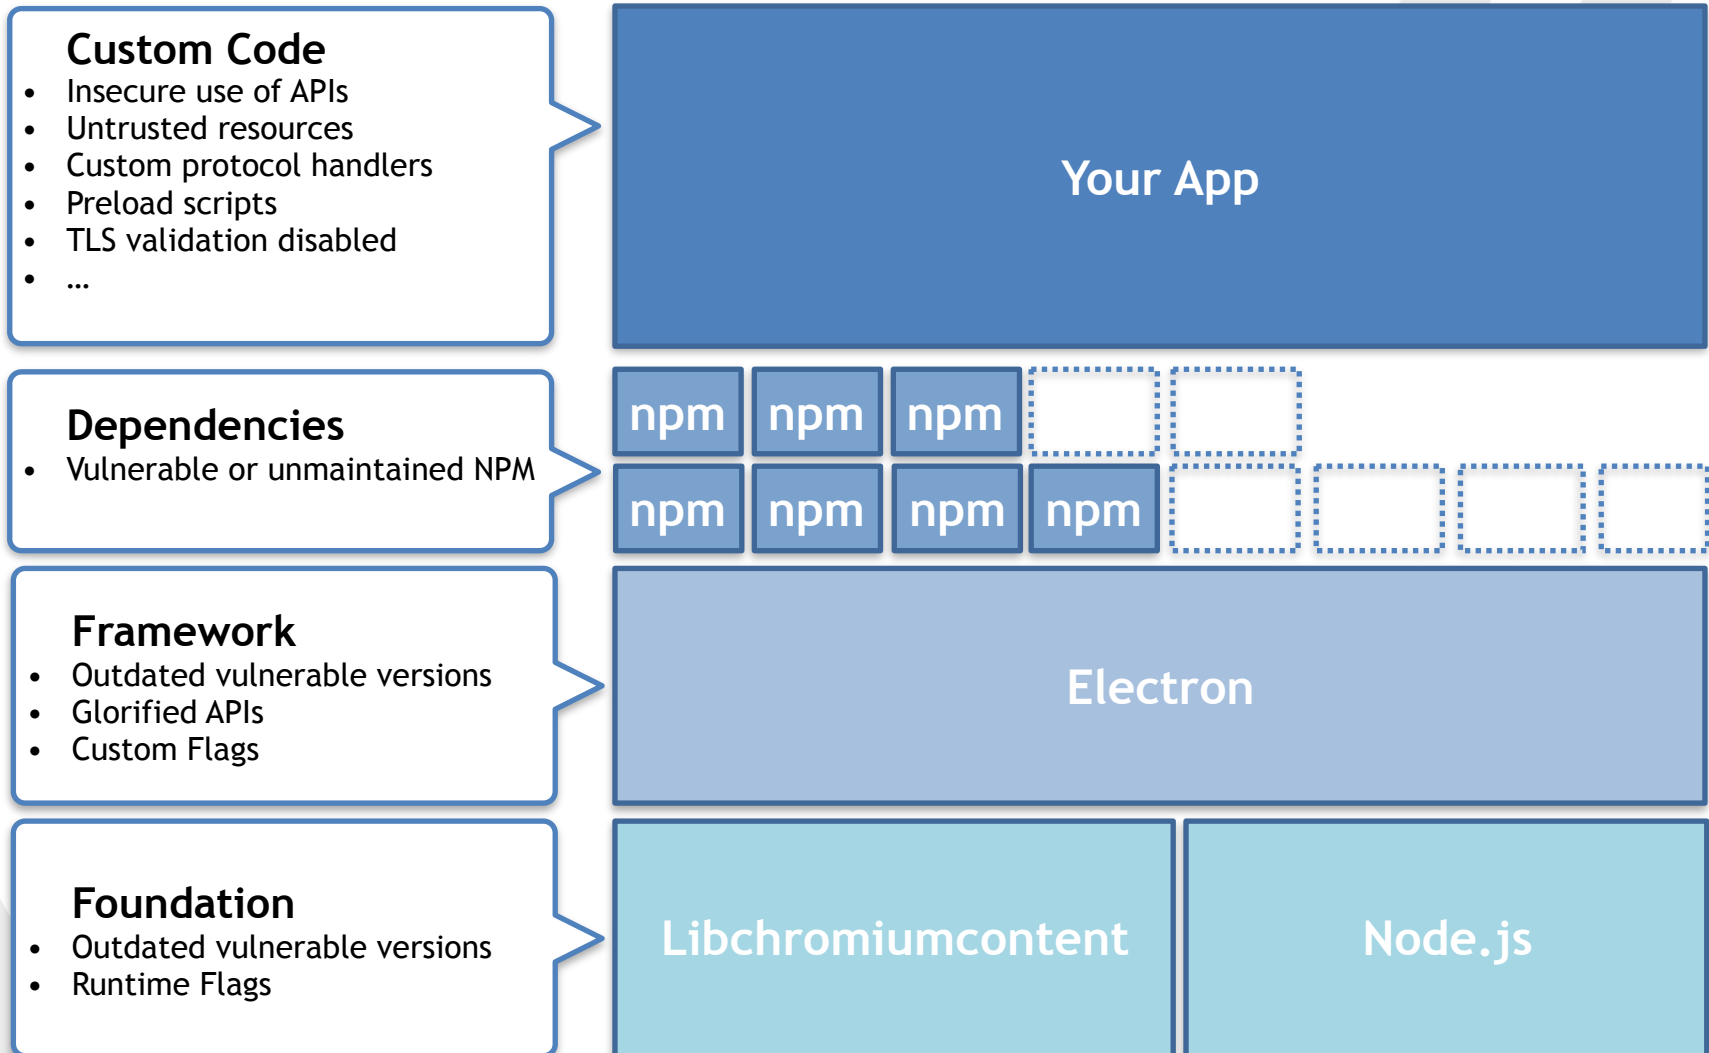 Custom Code
• Insecure use of APIs
• Untrusted resources
• Custom protocol handlers
• Preload scripts
• TLS validation disabled
• …
Your App
Dependencies
• Vulnerable or unmaintained NPM
npm npm npm
npm npm npm npm
Framework
• Outdated vulnerable versions
• Glorified APIs
• Custom Flags
Electron
Foundation
• Outdated vulnerable versions
• Runtime Flags
Libchromiumcontent
Node.js